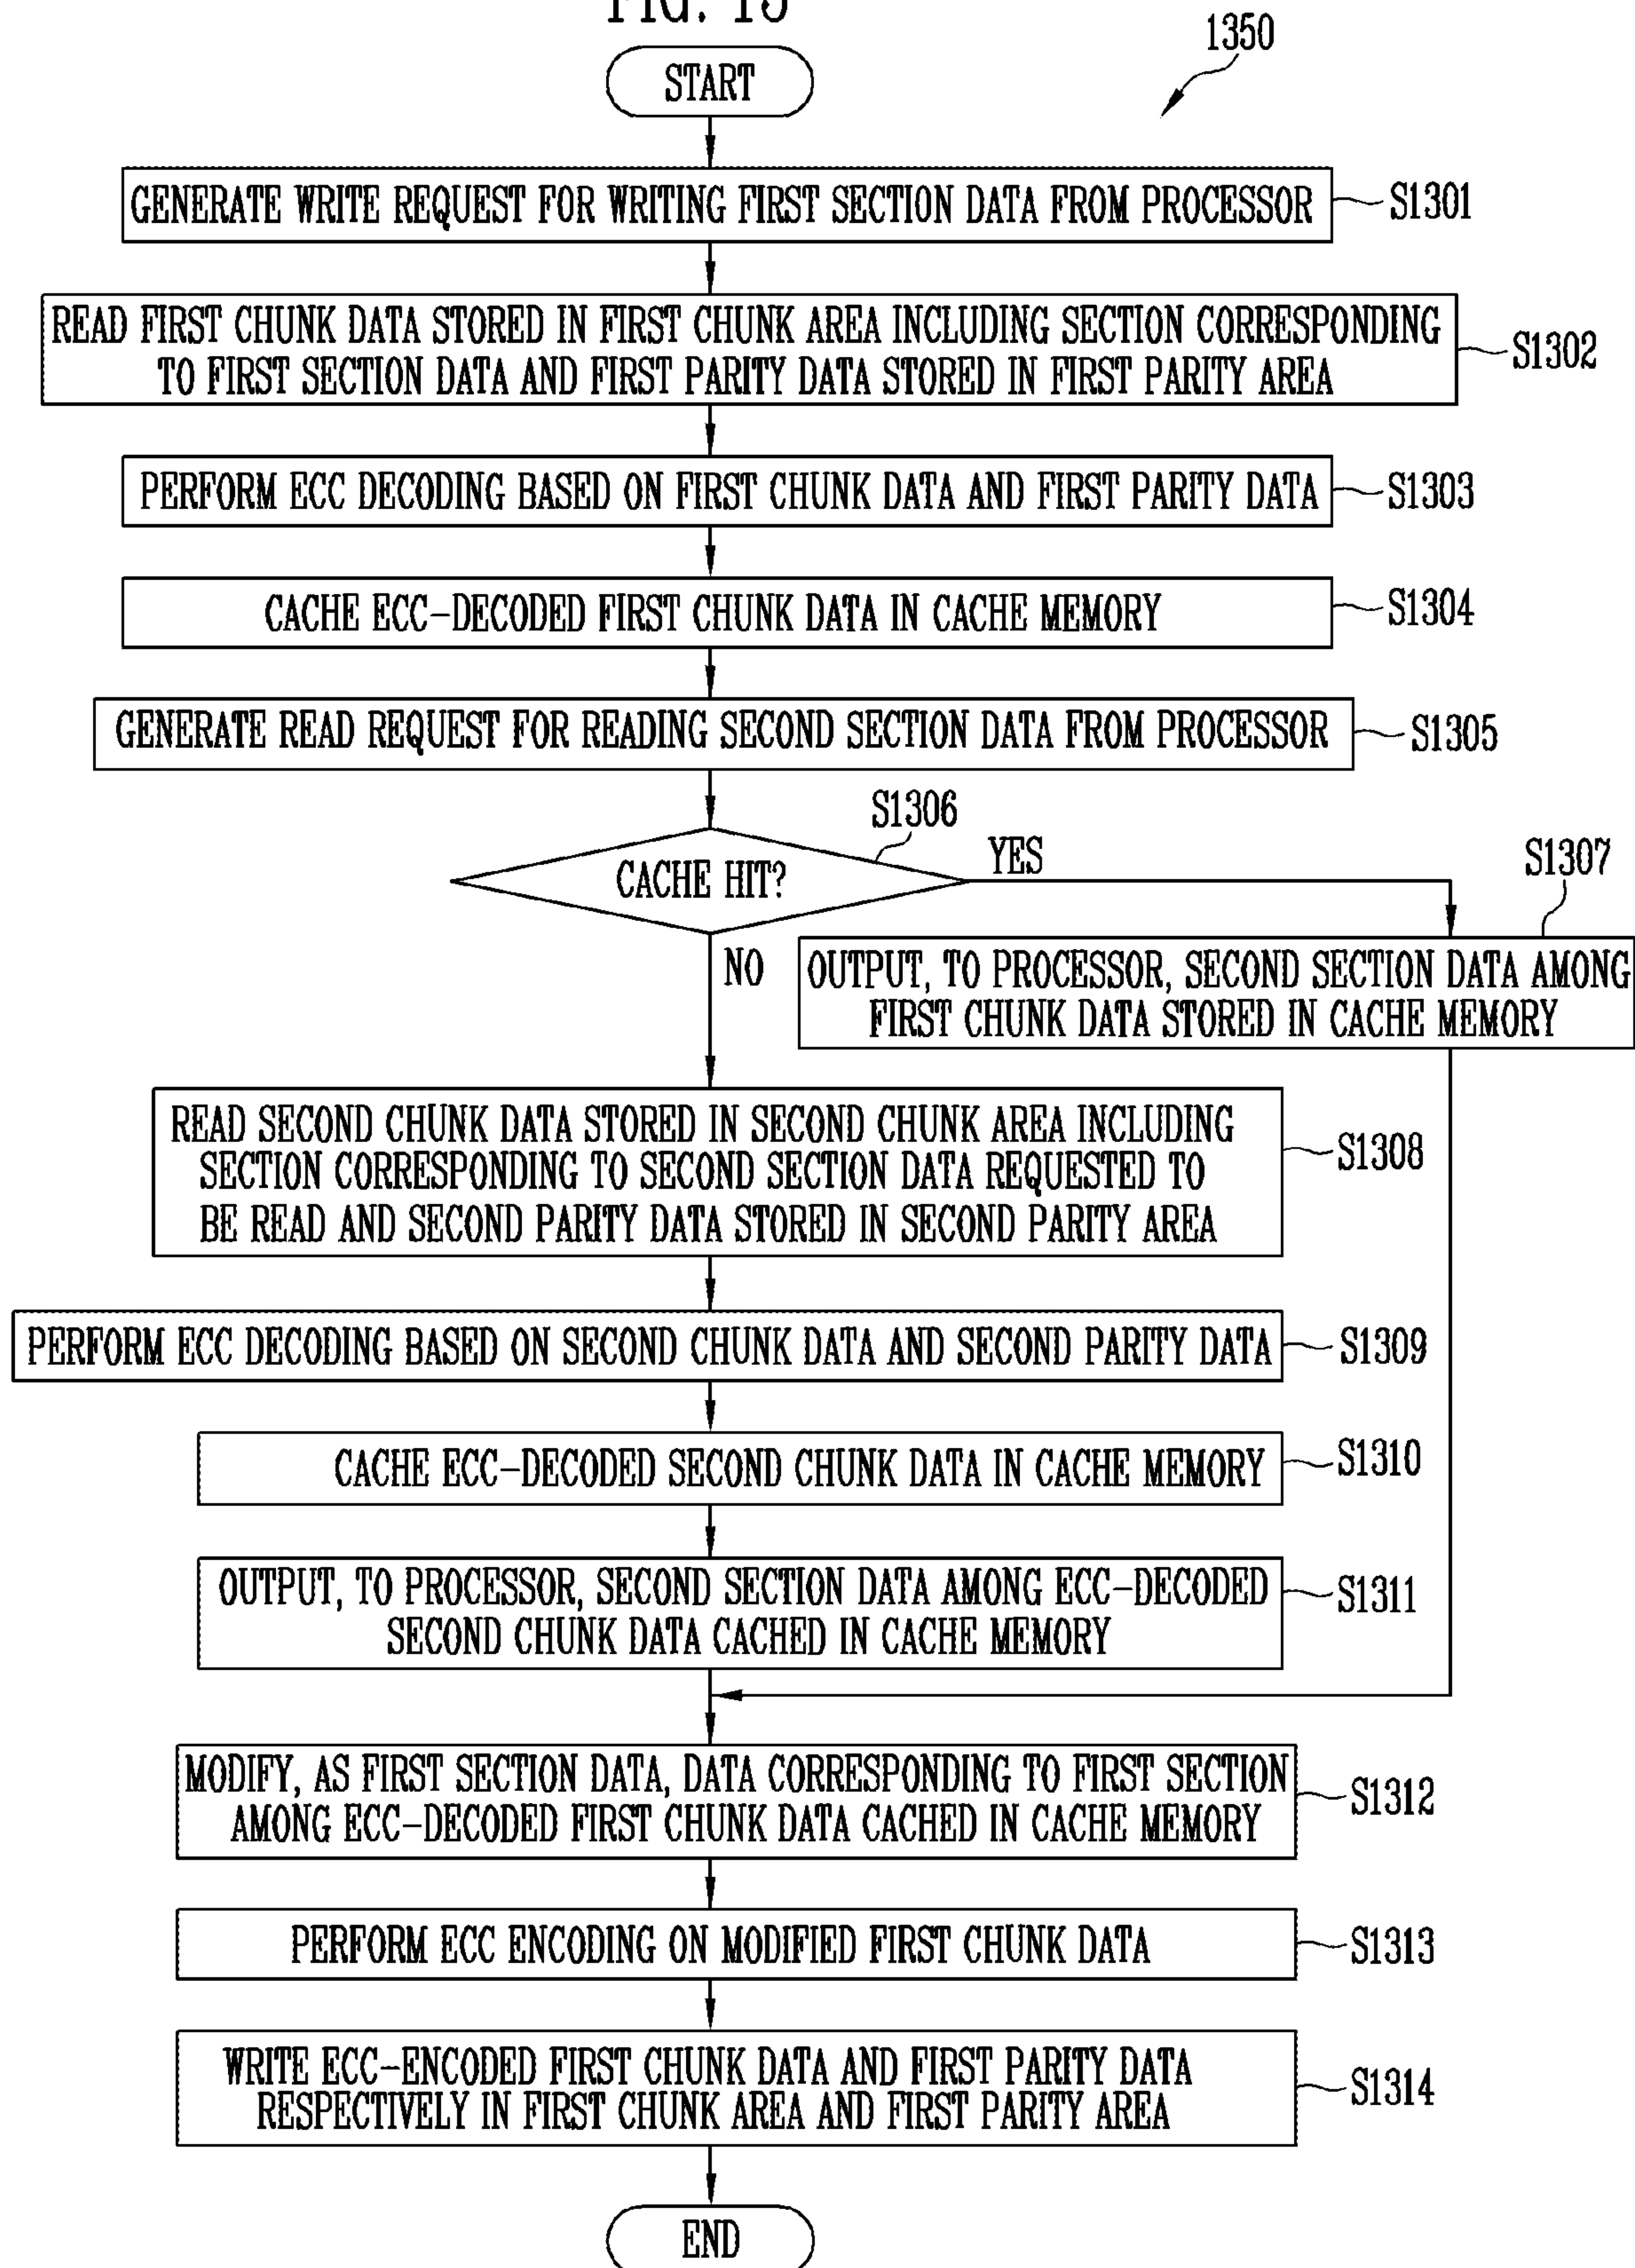 FIG. 13
1350
START
GENERATE WRITE REQUEST FOR WRITING FIRST SECTION DATA FROM PROCESSOR
S1301
READ FIRST CHUNK DATA STORED IN FIRST CHUNK AREA INCLUDING SECTION CORRESPONDING
TO FIRST SECTION DATA AND FIRST PARITY DATA STORED IN FIRST PARITY AREA
S1302
PERFORM ECC DECODING BASED ON FIRST CHUNK DATA AND FIRST PARITY DATA
S1303
CACHE ECC-DECODED FIRST CHUNK DATA IN CACHE MEMORY
S1304
GENERATE READ REQUEST FOR READING SECOND SECTION DATA FROM PROCESSOR
S1305
S1306
CACHE HIT?
YES
S1307
NO
OUTPUT, TO PROCESSOR, SECOND SECTION DATA AMONG
FIRST CHUNK DATA STORED IN CACHE MEMORY
READ SECOND CHUNK DATA STORED IN SECOND CHUNK AREA INCLUDING
SECTION CORRESPONDING TO SECOND SECTION DATA REQUESTED TO
BE READ AND SECOND PARITY DATA STORED IN SECOND PARITY AREA
S1308
PERFORM ECC DECODING BASED ON SECOND CHUNK DATA AND SECOND PARITY DATA
S1309
CACHE ECC-DECODED SECOND CHUNK DATA IN CACHE MEMORY
S1310
OUTPUT, TO PROCESSOR, SECOND SECTION DATA AMONG ECC-DECODED
SECOND CHUNK DATA CACHED IN CACHE MEMORY
S1311
MODIFY, AS FIRST SECTION DATA, DATA CORRESPONDING TO FIRST SECTION
AMONG ECC-DECODED FIRST CHUNK DATA CACHED IN CACHE MEMORY
S1312
PERFORM ECC ENCODING ON MODIFIED FIRST CHUNK DATA
S1313
WRITE ECC-ENCODED FIRST CHUNK DATA AND FIRST PARITY DATA
RESPECTIVELY IN FIRST CHUNK AREA AND FIRST PARITY AREA
S1314
END